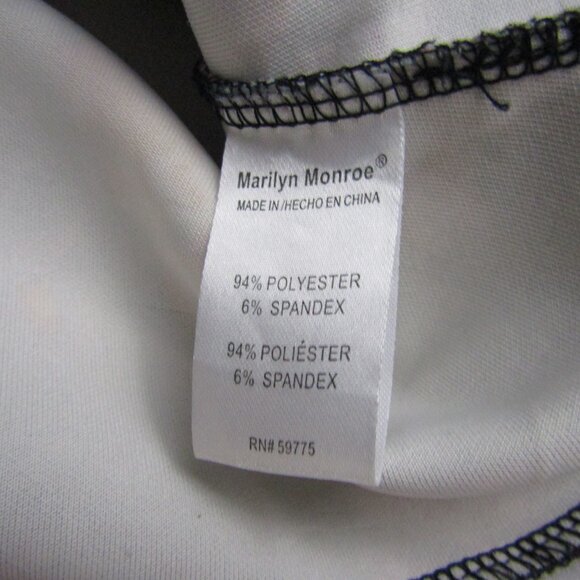 Marilyn Monroe®
MADE IN/HECHO EN CHINA
94% POLYESTER
6% SPANDEX
94% POLIÉSTER
6% SPANDEX
RN# 59775